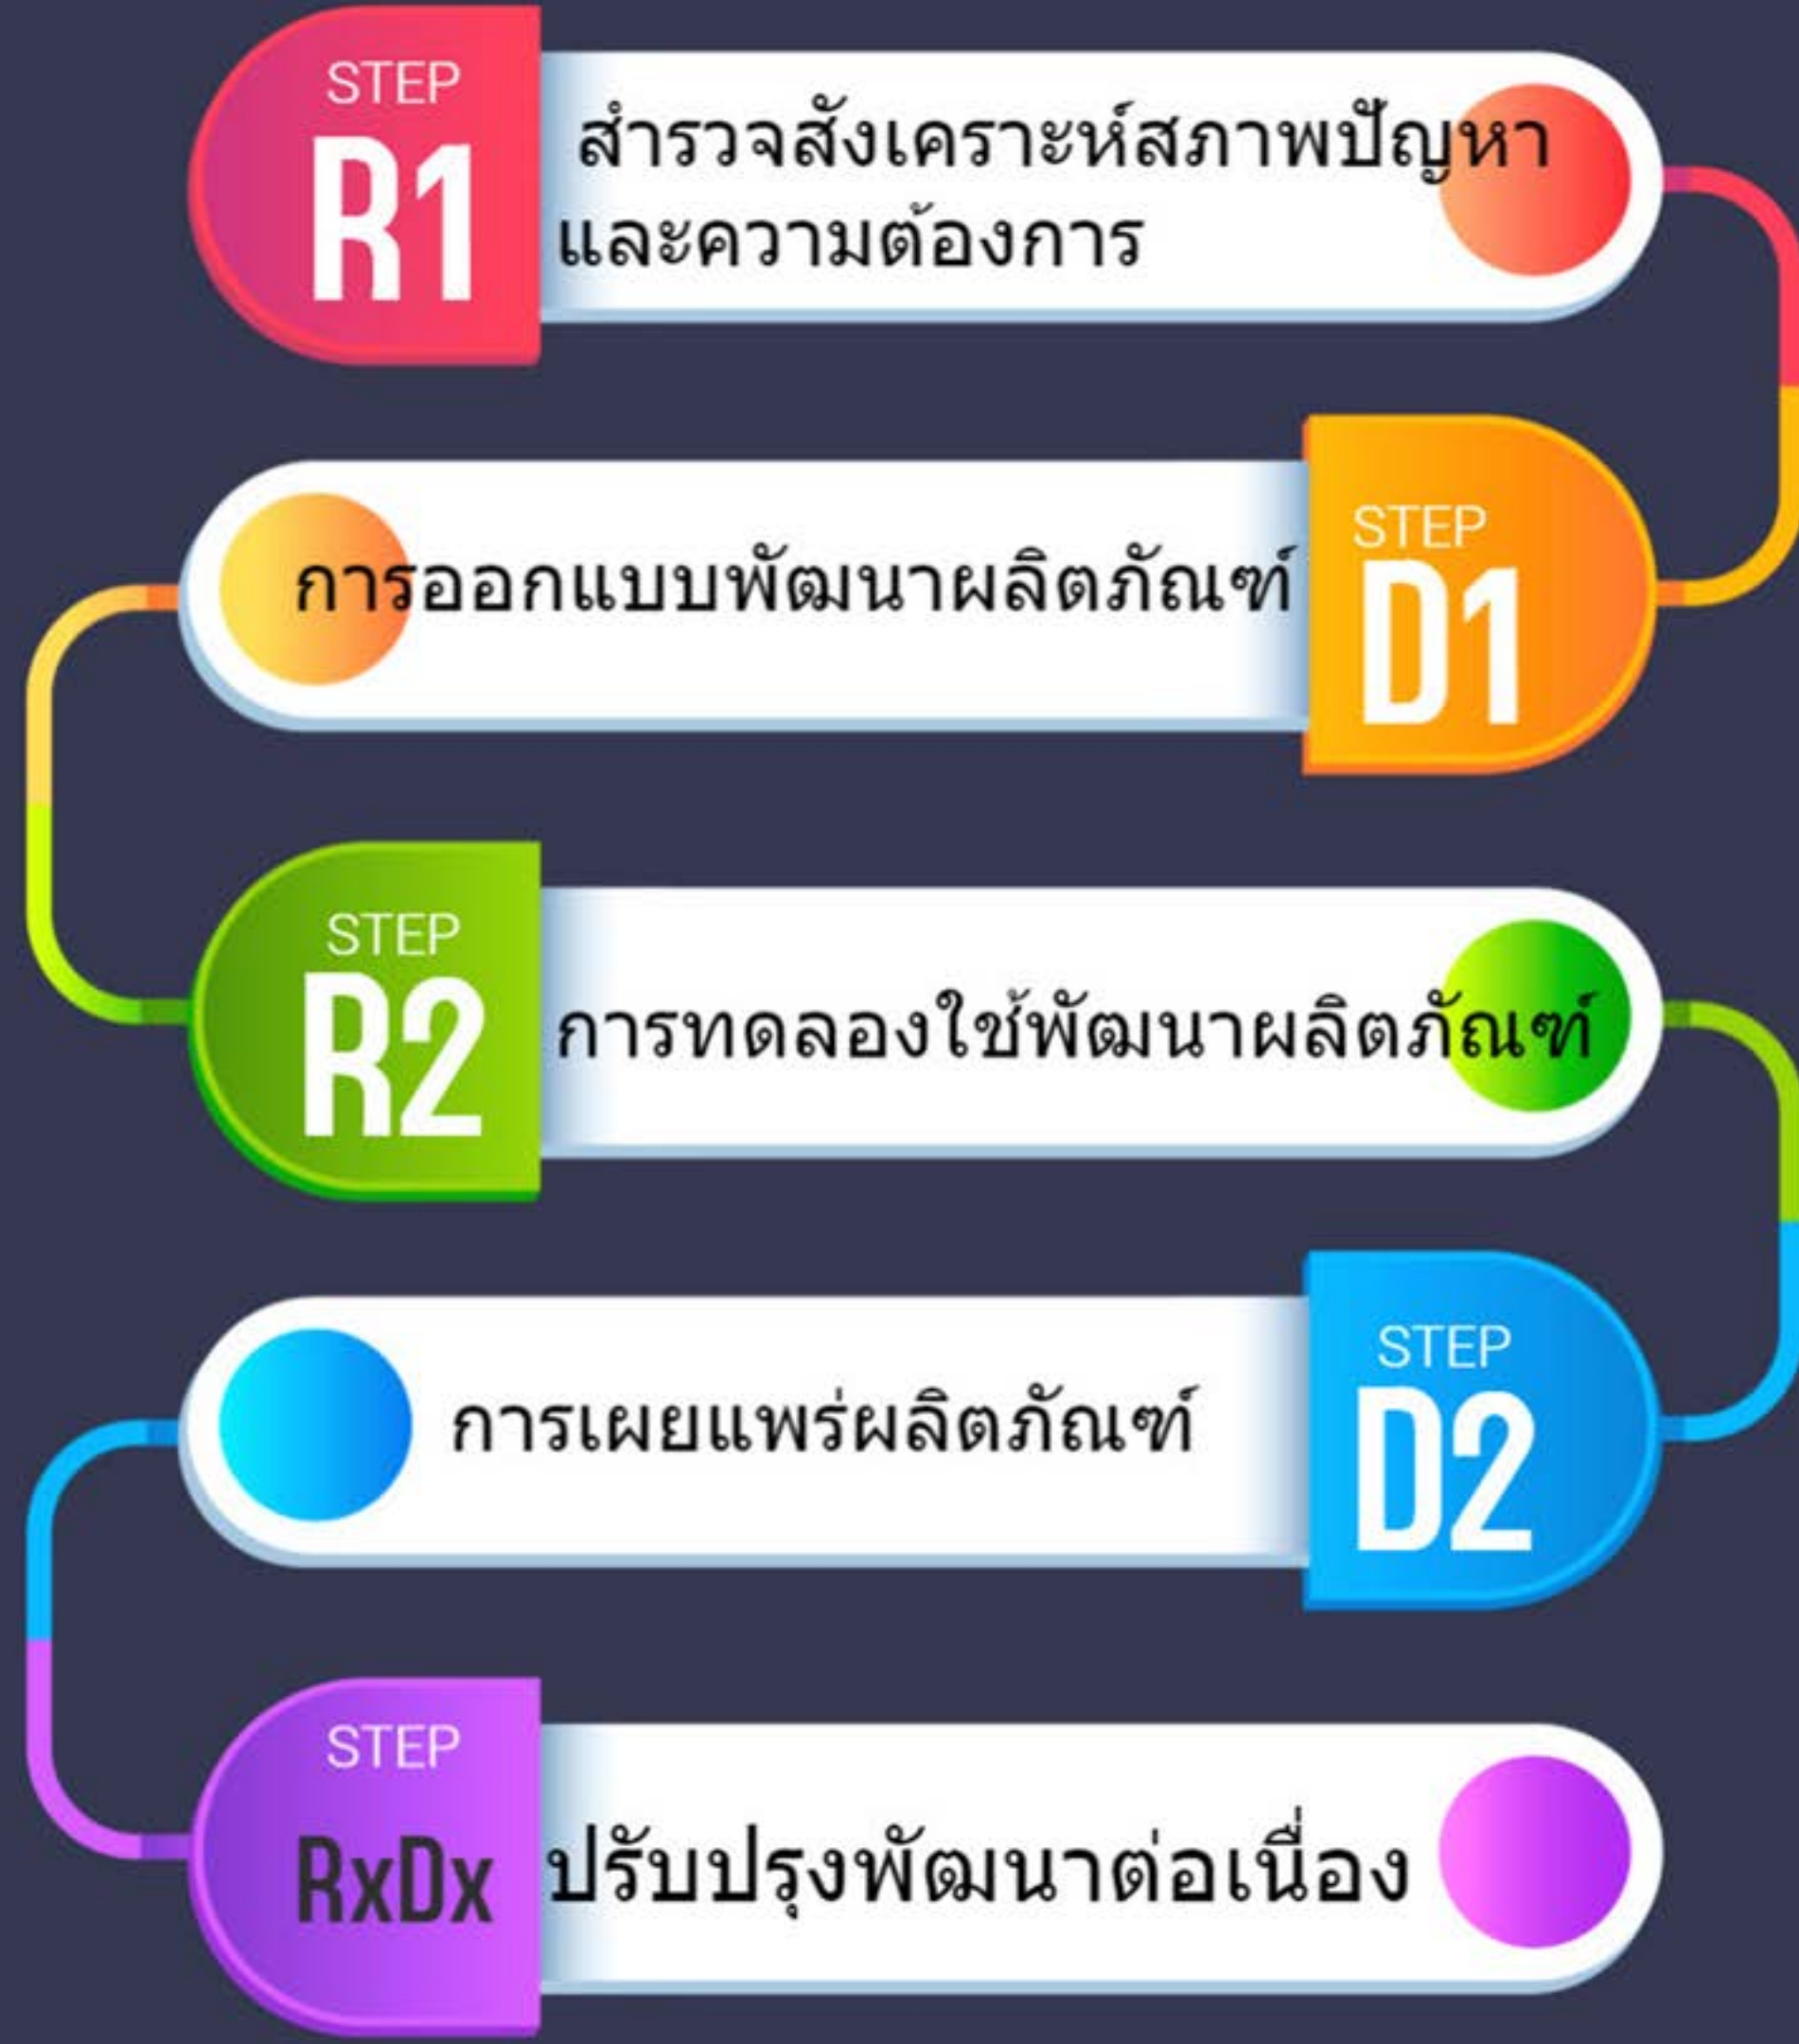 STEP
R1
สำรวจสังเคราะห์สภาพปัญหา
และความต้องการ
การออกแบบพัฒนาผลิตภัณฑ์
STEP
D1
STEP
R2
การทดลองใช้พัฒนาผลิตภัณฑ์
การเผยแพร่ผลิตภัณฑ์
STEP
D2
STEP
RxDx
ปรับปรุงพัฒนาต่อเนื่อง